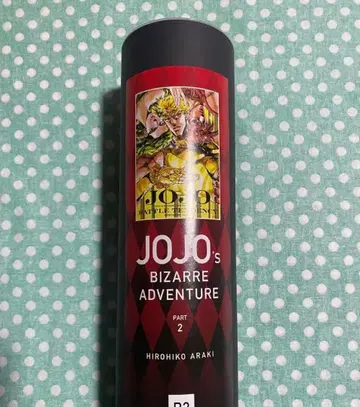 JOJO
BATTLE TENDENCY
JOJO's
BIZARRE
ADVENTURE
PART
2
HIROHIKO ARAKI